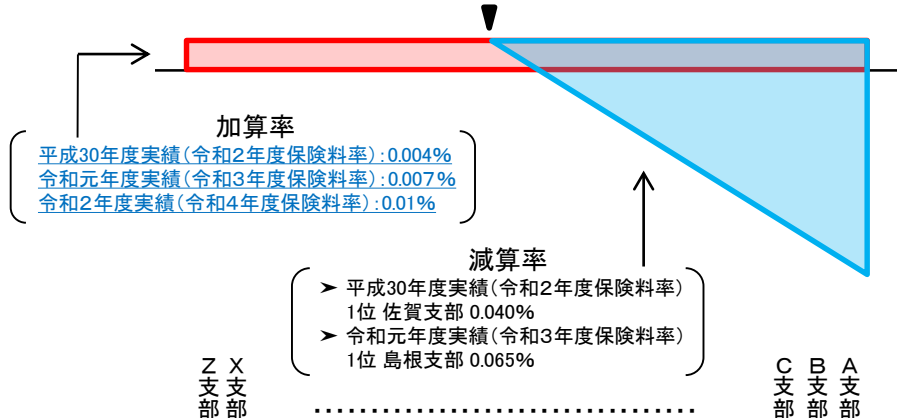 加算率
平成30年度実績(令和2年度保険料率):0.004%
令和元年度実績(令和3年度保険料率):0.007%
令和2年度実績(令和4年度保険料率):0.01%
減算率
➤ 平成30年度実績(令和2年度保険料率)
1位 佐賀支部 0.040%
➤ 令和元年度実績(令和3年度保険料率)
1位 島根支部 0.065%
Z支部
X支部
C支部
B支部
A支部